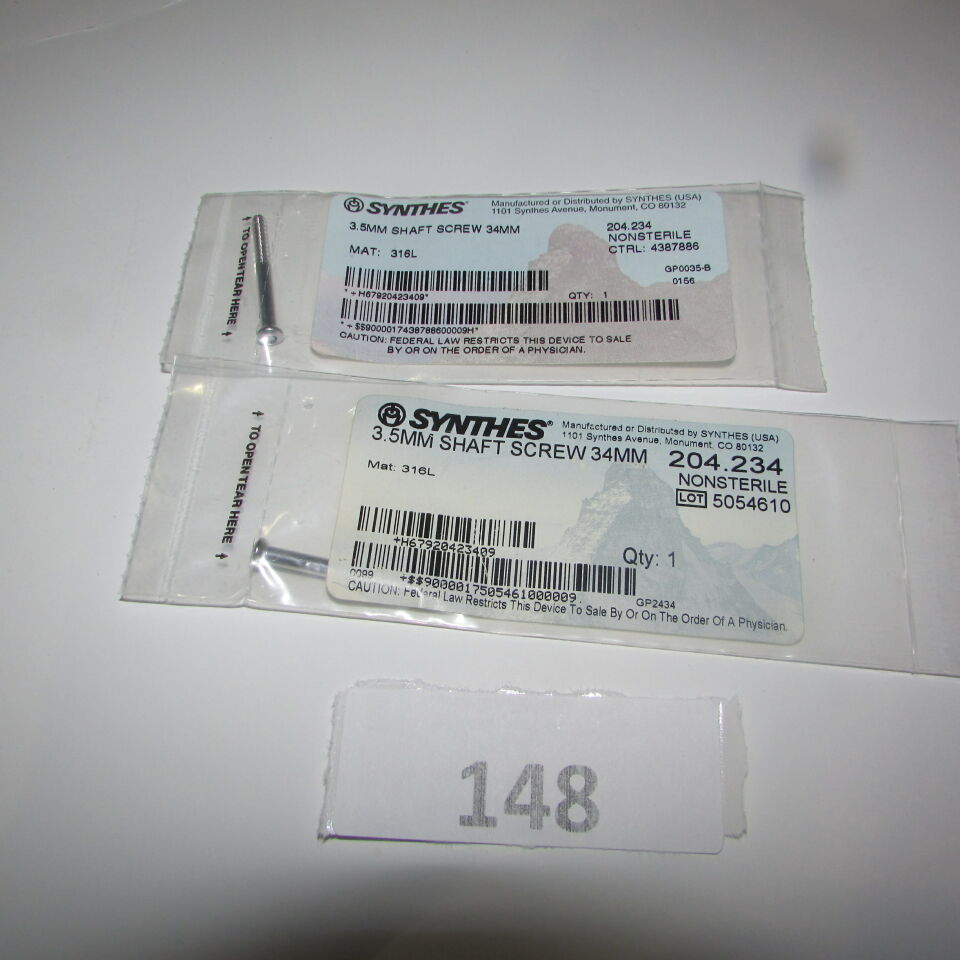 SYNTHES®
Manufactured or Distributed by SYNTHES (USA)
1101 Synthes Avenue, Monument, CO 80132
3.5MM SHAFT SCREW 34MM
204.234
NONSTERILE
MAT: 316L
CTRL: 4387886
GP0035-B
0156
*+H67920423409*
QTY: 1
*+$$9000017438788600009H*
CAUTION: FEDERAL LAW RESTRICTS THIS DEVICE TO SALE
BY OR ON THE ORDER OF A PHYSICIAN.
TO OPEN TEAR HERE
SYNTHES®
Manufactured or Distributed by SYNTHES (USA)
1101 Synthes Avenue, Monument, CO 80132
3.5MM SHAFT SCREW 34MM
204.234
NONSTERILE
Mat: 316L
LOT 5054610
+H67920423409
Qty: 1
0099
+$$9000017505461000009
GP2434
CAUTION: Federal Law Restricts This Device To Sale By Or On The Order Of A Physician.
TO OPEN TEAR HERE
148